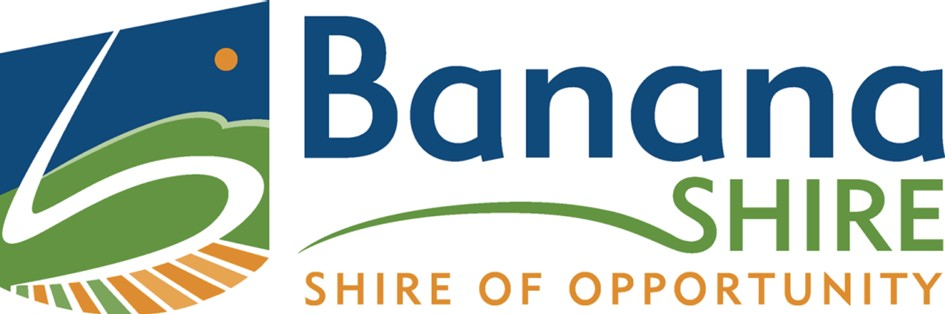 Banana
SHIRE
SHIRE OF OPPORTUNITY